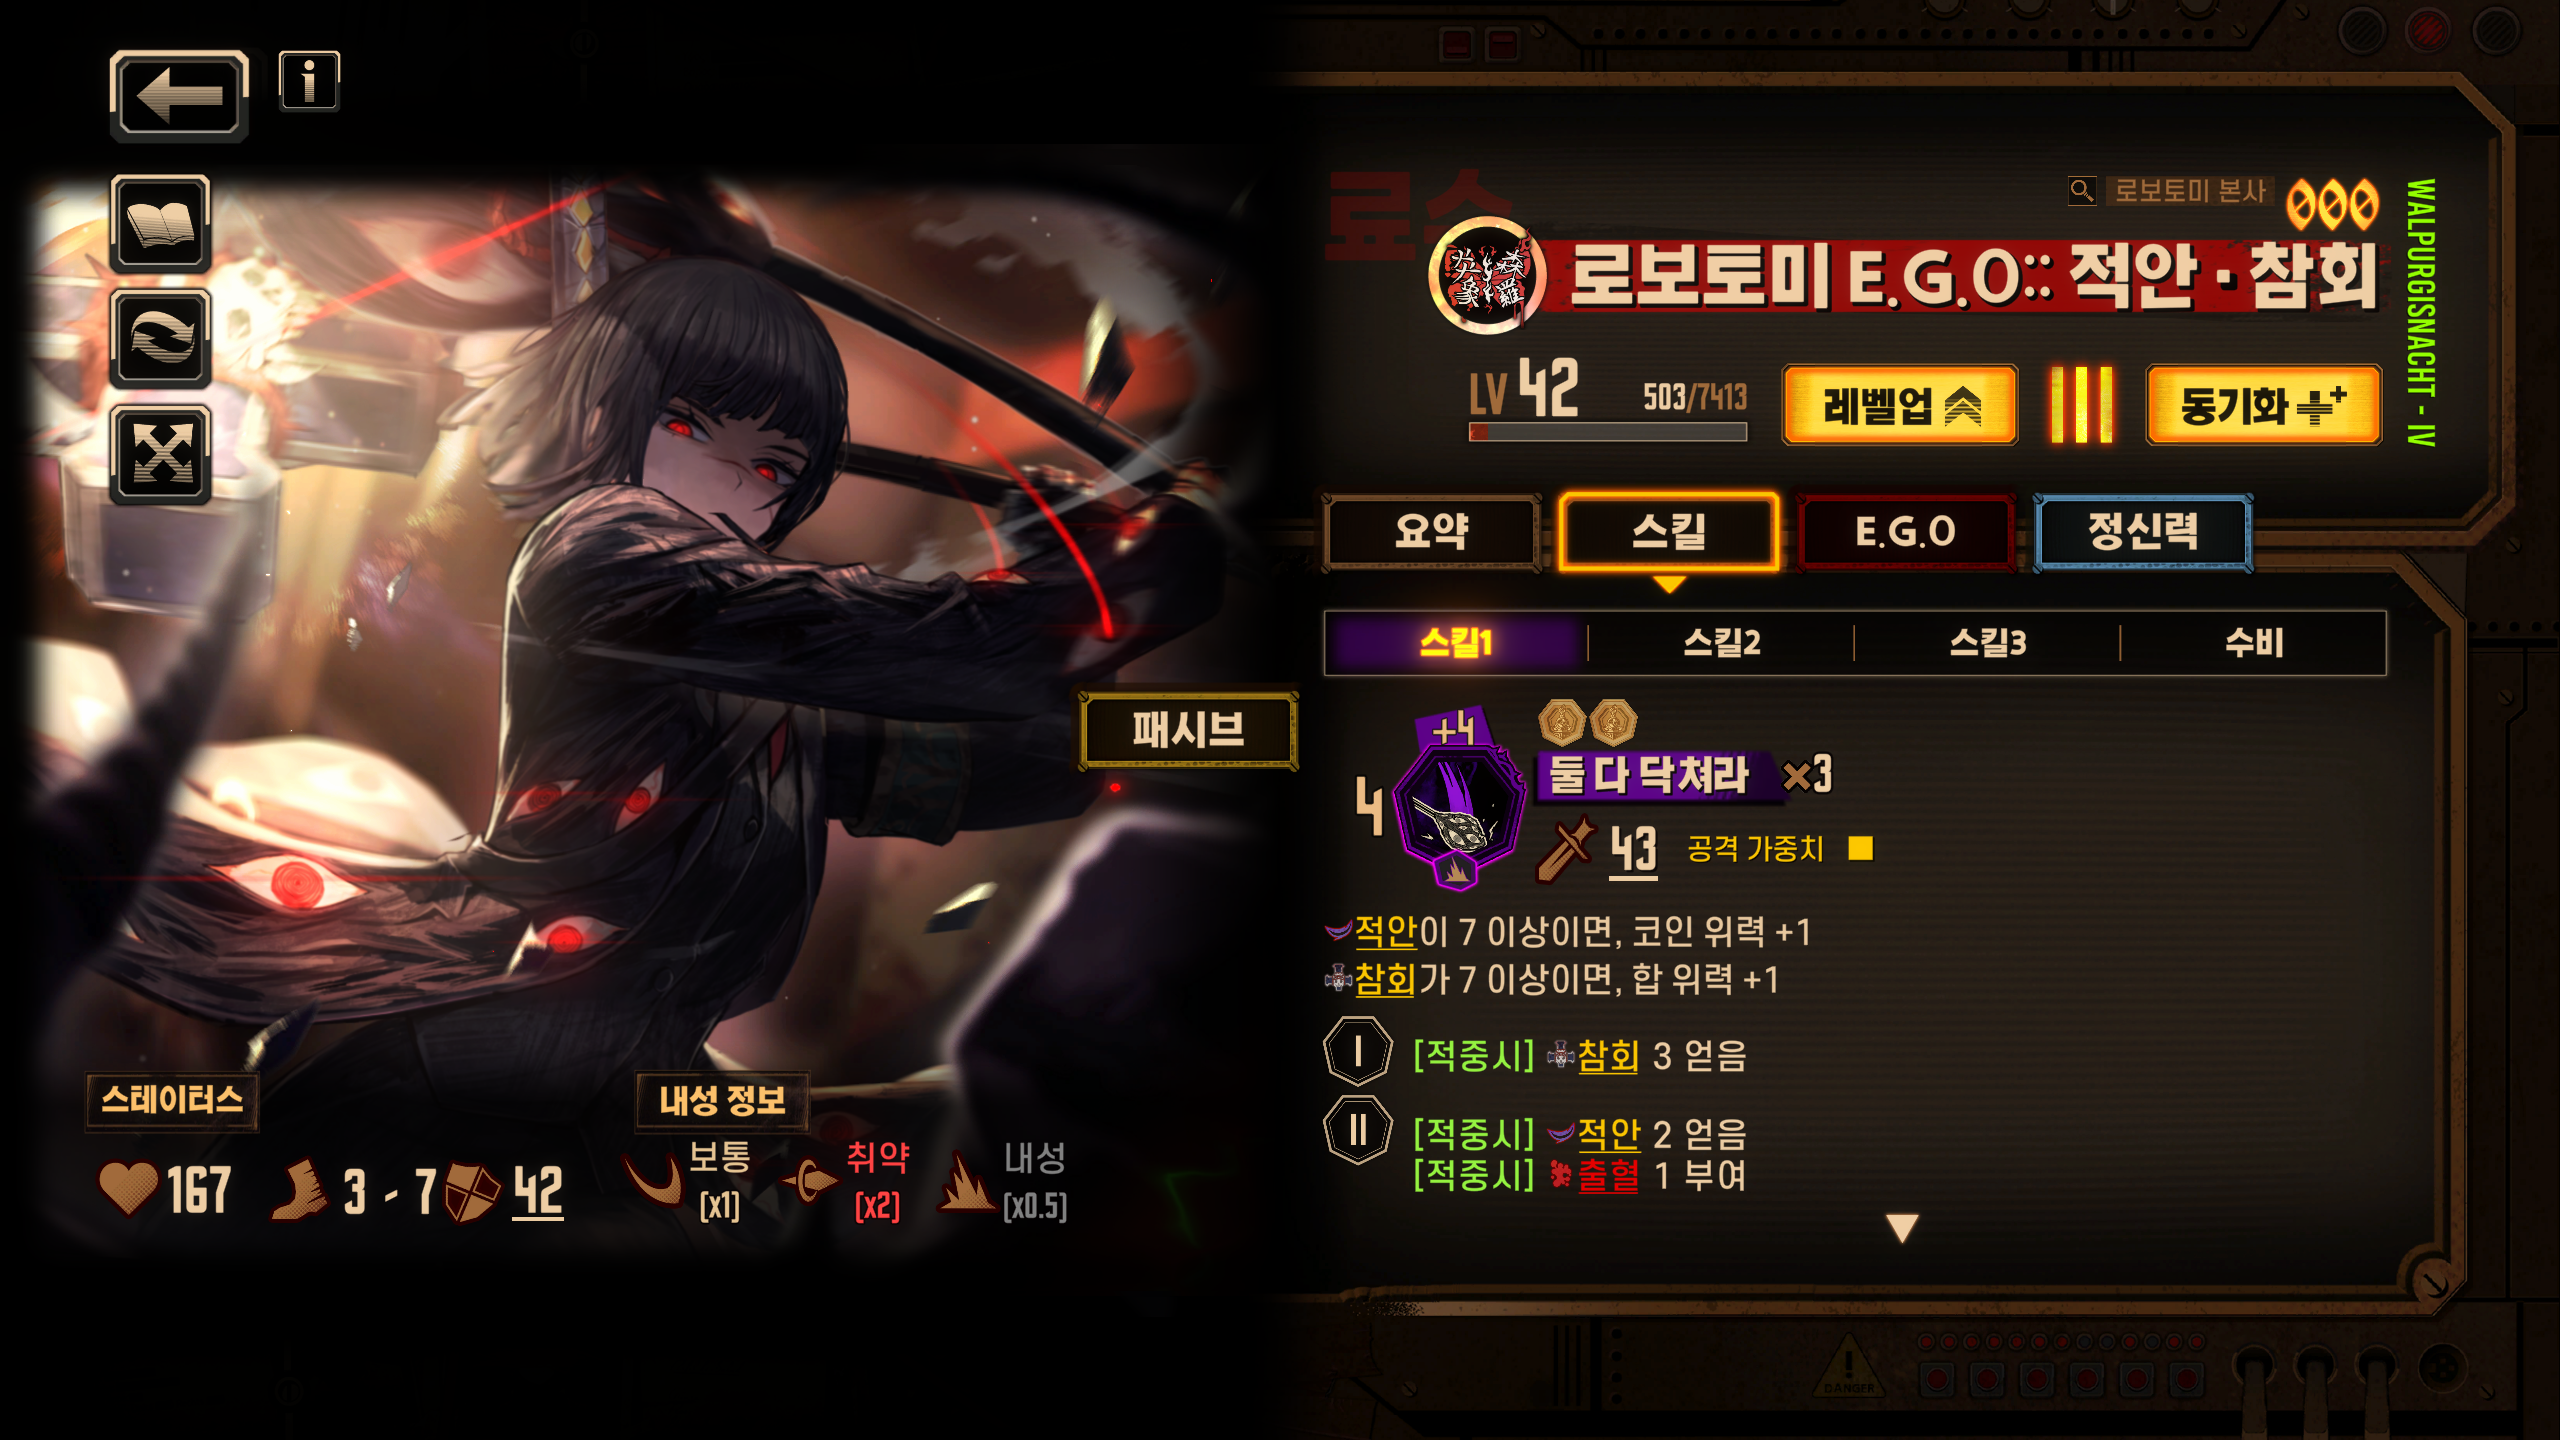 료슈
로보토미 본사
000
로보토미 E.G.O:: 적안 · 참회
WALPURGISNACHT - IV
LV 42
503/7413
레벨업
III
동기화
요약
스킬
E.G.O
정신력
스킬1
스킬2
스킬3
수비
+4
4
둘 다 닥쳐라 ×3
43
공격 가중치
적안이 7 이상이면, 코인 위력 +1
참회가 7 이상이면, 합 위력 +1
I
[적중시] 참회 3 얻음
II
[적중시] 적안 2 얻음
[적중시] 출혈 1 부여
패시브
스테이터스
167
3 - 7
42
내성 정보
보통
(x1)
취약
(x2)
내성
(x0.5)
DANGER